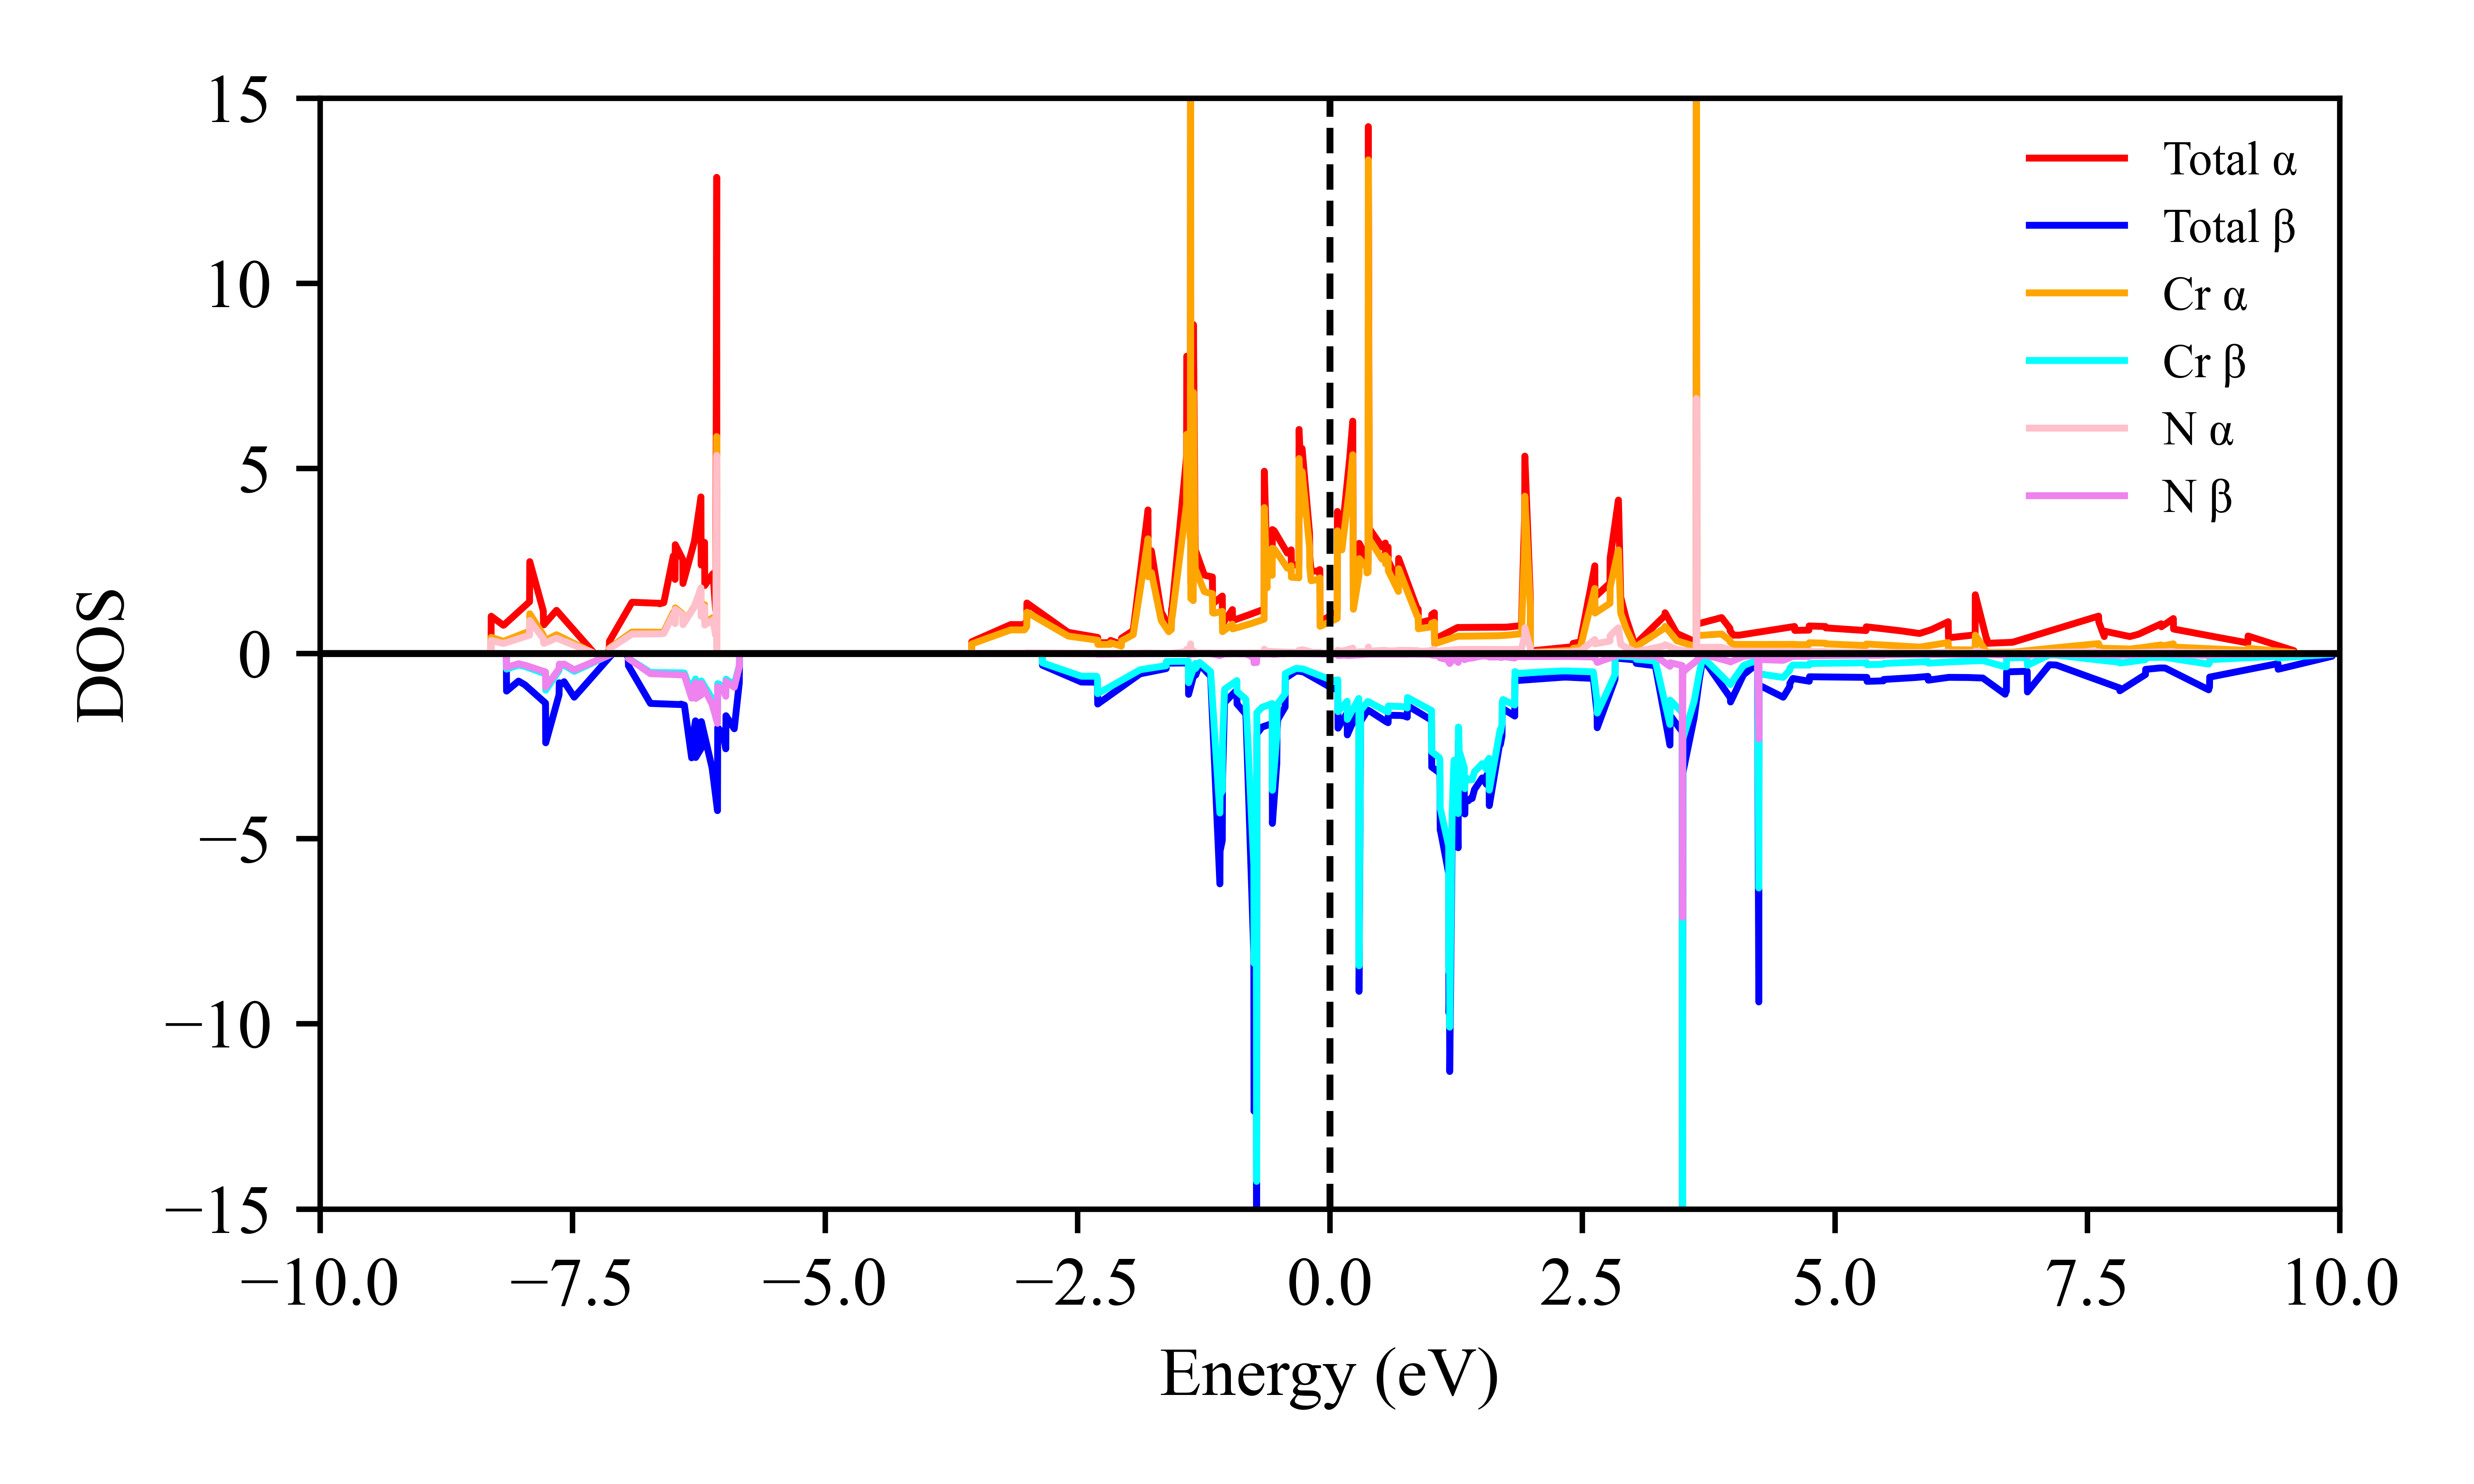 15
10
5
0
−5
−10
−15
DOS
Total α
Total β
Cr α
Cr β
N α
N β
−10.0 −7.5 −5.0 −2.5 0.0 2.5 5.0 7.5 10.0
Energy (eV)